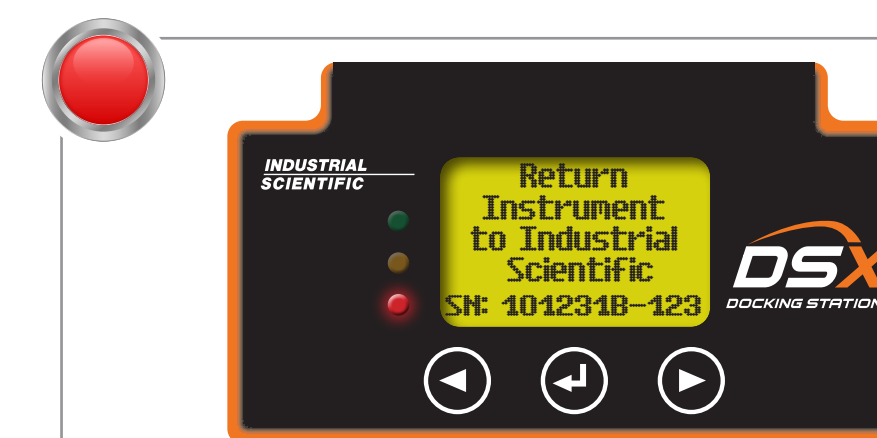 INDUSTRIAL
SCIENTIFIC
Return
Instrument
to Industrial
Scientific
SN: 101231B-123
DSX
DOCKING STATION